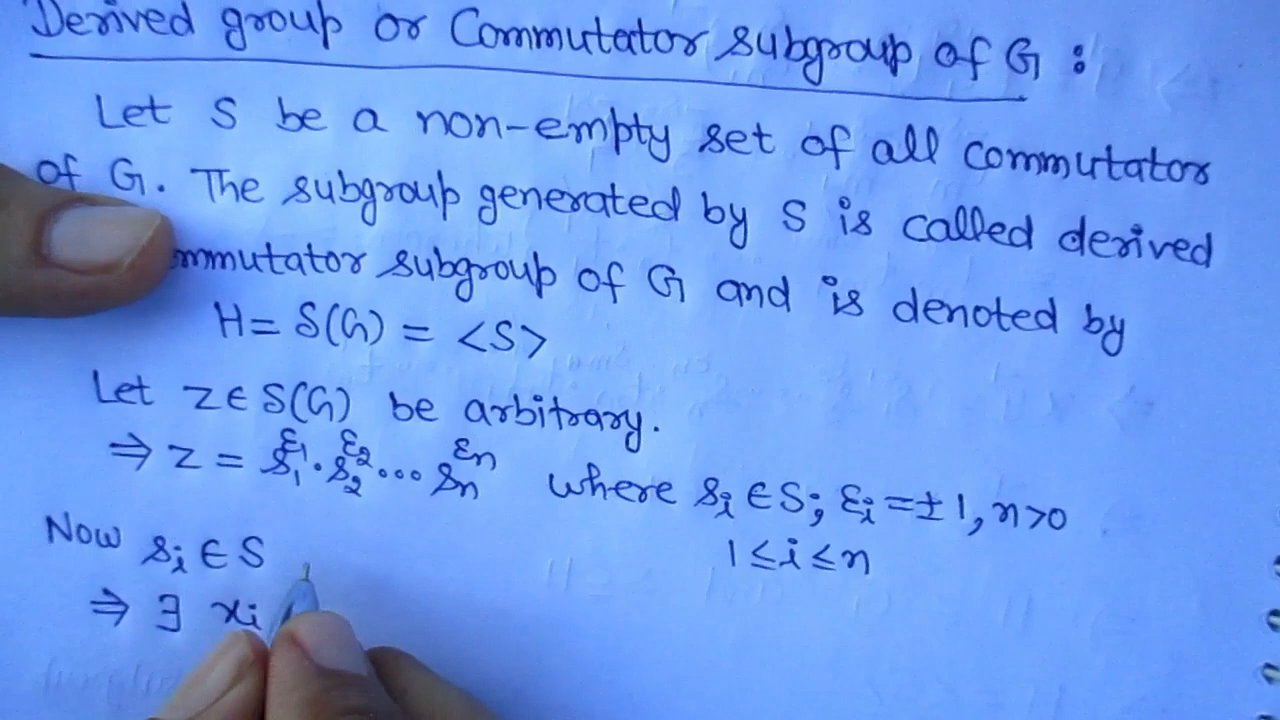 Derived group or Commutator subgroup of G :
Let S be a non-empty set of all commutator
of G. The subgroup generated by S is called derived
mmutator subgroup of G and is denoted by
H = S(G) = <S>
Let z ∈ S(G) be arbitrary.
⇒ z = s₁^ε₁ · s₂^ε₂ ... sₙ^εₙ where sᵢ ∈ S; εᵢ = ±1, n>0
1 ≤ i ≤ n
Now sᵢ ∈ S
⇒ ∃ xᵢ